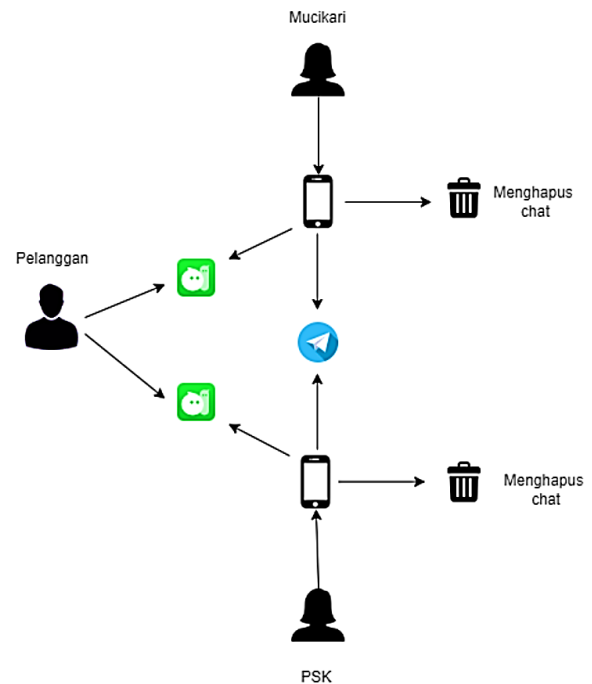 Mucikari
Menghapus
chat
Pelanggan
Menghapus
chat
PSK